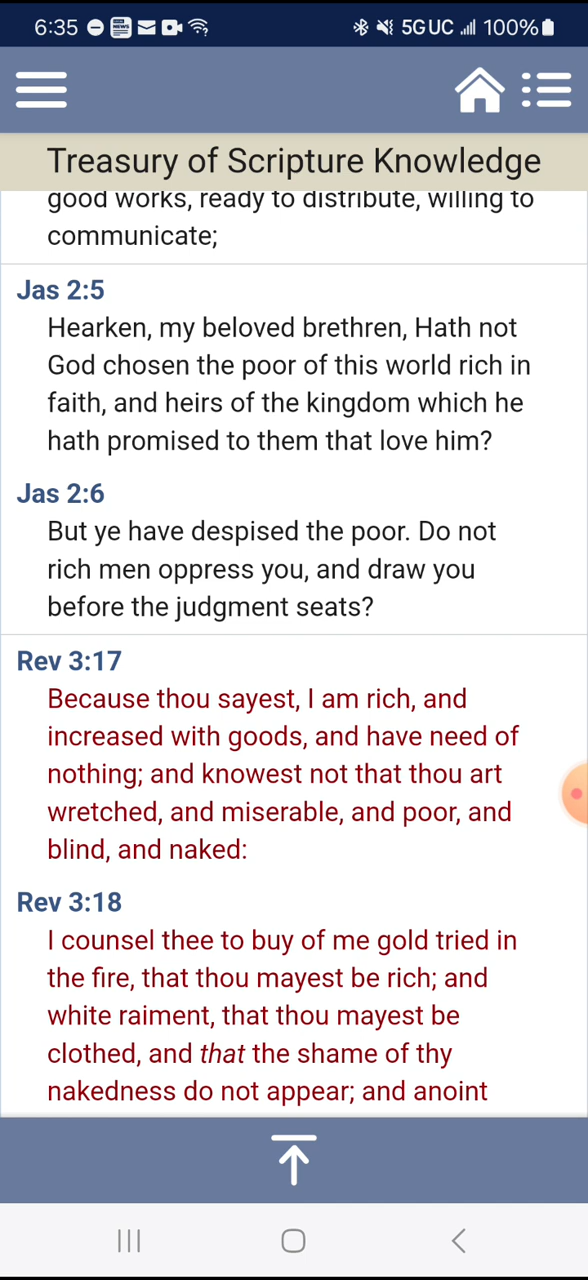 6:35
5G UC 100%
Treasury of Scripture Knowledge
good works, ready to distribute, willing to
communicate;
Jas 2:5
Hearken, my beloved brethren, Hath not
God chosen the poor of this world rich in
faith, and heirs of the kingdom which he
hath promised to them that love him?
Jas 2:6
But ye have despised the poor. Do not
rich men oppress you, and draw you
before the judgment seats?
Rev 3:17
Because thou sayest, I am rich, and
increased with goods, and have need of
nothing; and knowest not that thou art
wretched, and miserable, and poor, and
blind, and naked:
Rev 3:18
I counsel thee to buy of me gold tried in
the fire, that thou mayest be rich; and
white raiment, that thou mayest be
clothed, and that the shame of thy
nakedness do not appear; and anoint